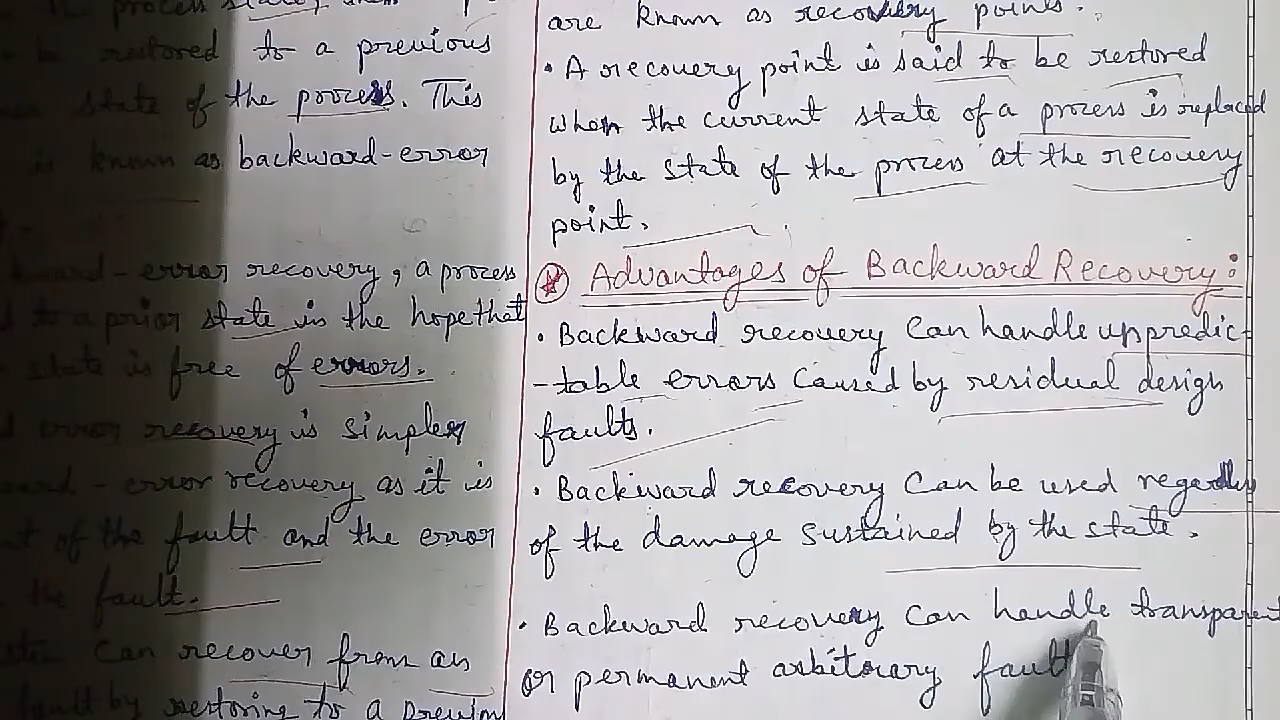 be restored to a previous
state of the process. This
is known as backward-error
- error recovery, a process
to a prior state in the hope that
state is free of errors.
error recovery is simpler
- error recovery as it is
of the fault and the error
the fault.
can recover from an
fault by restoring to a
are known as recovery points.
• A recovery point is said to be restored
when the current state of a process is replaced
by the state of the process at the recovery
point.
Advantages of Backward Recovery:
• Backward recovery can handle uppredic-
-table errors caused by residual design
faults.
• Backward recovery can be used regardless
of the damage sustained by the state.
• Backward recovery can handle transparent
or permanent arbitrary fault